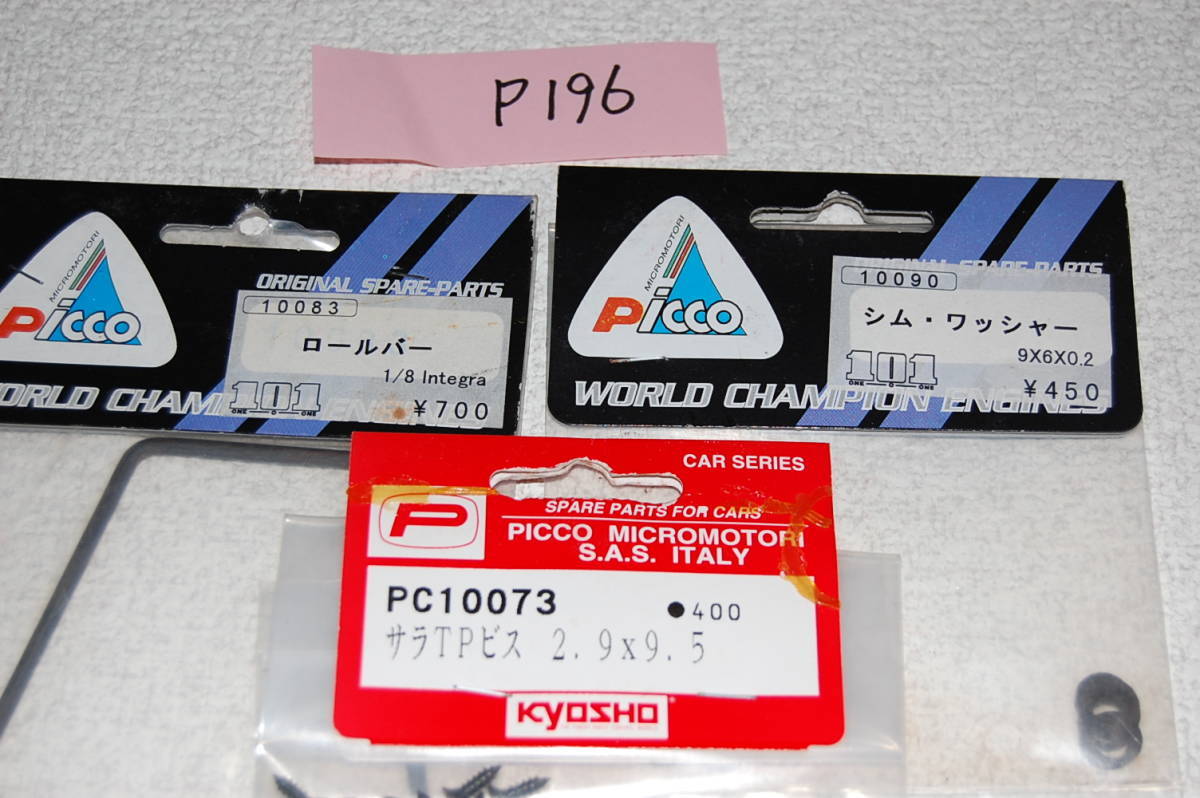 P196
MICROMOTORI
Picco
ORIGINAL SPARE-PARTS
10083
ロールバー
1/8 Integra
101
ONE O ONE
¥700
MICROMOTORI
Picco
ORIGINAL SPARE-PARTS
10090
シム・ワッシャー
9X6X0.2
101
ONE O ONE
¥450
WORLD CHAMPION ENGINES
CAR SERIES
P
SPARE PARTS FOR CARS
PICCO MICROMOTORI
S.A.S. ITALY
PC10073
●400
サラTPビス 2.9x9.5
KYOSHO